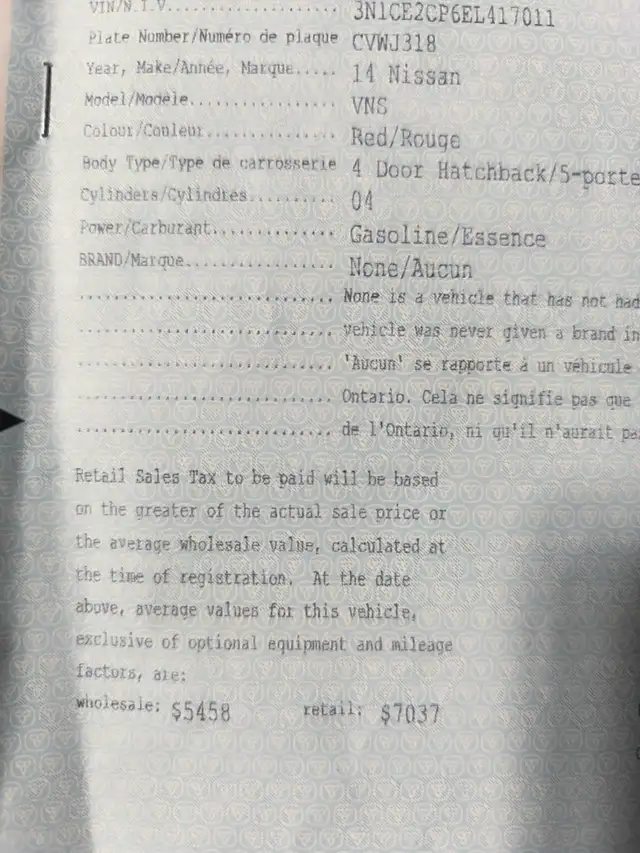 VIN/N.I.V.................... 3N1CE2CP6EL417011
Plate Number/Numéro de plaque CVWJ318
Year, Make/Année, Marque..... 14 Nissan
Model/Modèle................. VNS
Colour/Couleur............... Red/Rouge
Body Type/Type de carrosserie 4 Door Hatchback/5-porte
Cylinders/Cylindres.......... 04
Power/Carburant.............. Gasoline/Essence
BRAND/Marque................. None/Aucun
............................. None is a vehicle that has not had
............................. vehicle was never given a brand in
............................. 'Aucun' se rapporte à un véhicule
............................. Ontario. Cela ne signifie pas que
............................. de l'Ontario, ni qu'il n'aurait pa
Retail Sales Tax to be paid will be based
on the greater of the actual sale price or
the average wholesale value, calculated at
the time of registration. At the date
above, average values for this vehicle,
exclusive of optional equipment and mileage
factors, are:
wholesale: $5458 retail: $7037